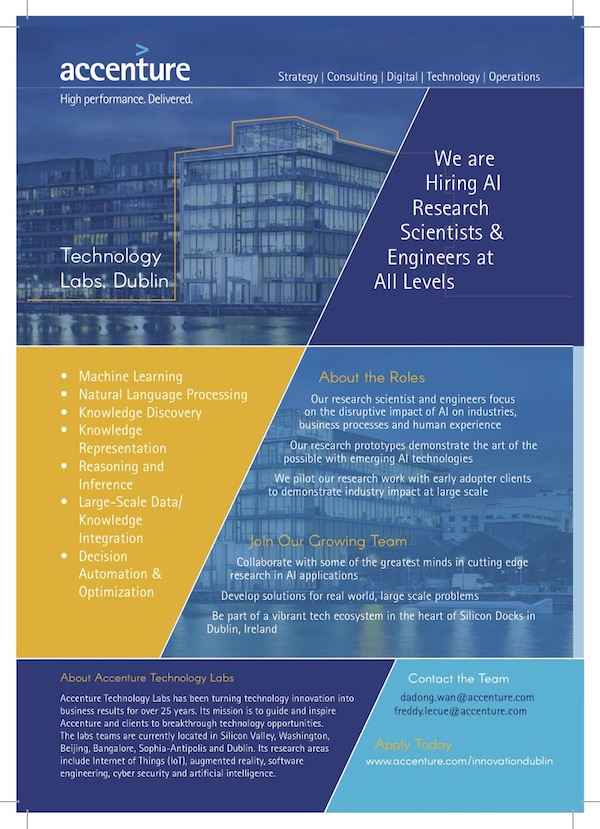 accenture
High performance. Delivered.
Strategy | Consulting | Digital | Technology | Operations
Technology
Labs, Dublin
We are
Hiring AI
Research
Scientists &
Engineers at
All Levels
• Machine Learning
• Natural Language Processing
• Knowledge Discovery
• Knowledge
Representation
• Reasoning and
Inference
• Large-Scale Data/
Knowledge
Integration
• Decision
Automation &
Optimization
About the Roles
Our research scientist and engineers focus
on the disruptive impact of AI on industries,
business processes and human experience
Our research prototypes demonstrate the art of the
possible with emerging AI technologies
We pilot our research work with early adopter clients
to demonstrate industry impact at large scale
Join Our Growing Team
Collaborate with some of the greatest minds in cutting edge
research in AI applications
Develop solutions for real world, large scale problems
Be part of a vibrant tech ecosystem in the heart of Silicon Docks in
Dublin, Ireland
About Accenture Technology Labs
Accenture Technology Labs has been turning technology innovation into
business results for over 25 years. Its mission is to guide and inspire
Accenture and clients to breakthrough technology opportunities.
The labs teams are currently located in Silicon Valley, Washington,
Beijing, Bangalore, Sophia-Antipolis and Dublin. Its research areas
include Internet of Things (IoT), augmented reality, software
engineering, cyber security and artificial intelligence.
Contact the Team
dadong.wan@accenture.com
freddy.lecue@accenture.com
Apply Today
www.accenture.com/innovationdublin